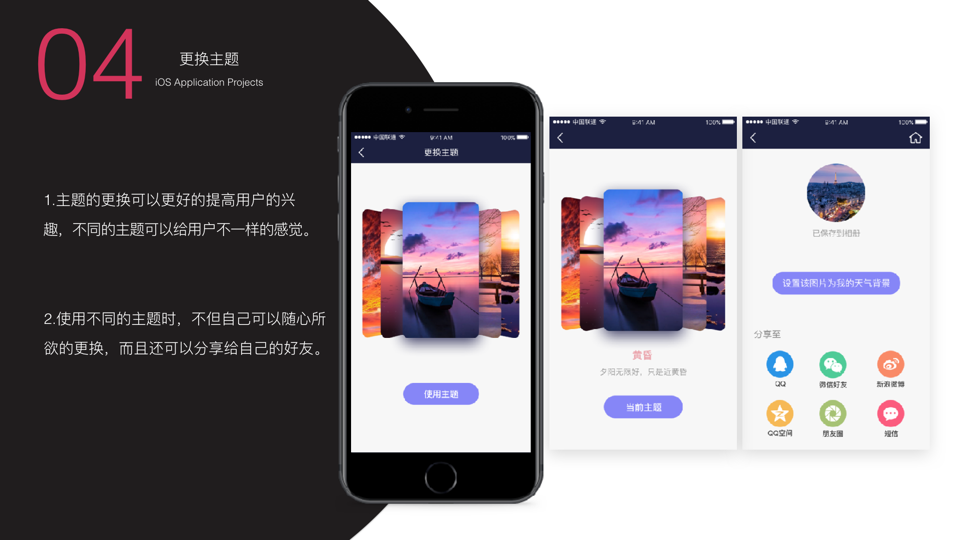 04
更换主题
iOS Application Projects
1.主题的更换可以更好的提高用户的兴
趣，不同的主题可以给用户不一样的感觉。
2.使用不同的主题时，不但自己可以随心所
欲的更换，而且还可以分享给自己的好友。
中国联通 9:41 AM 100%
更换主题
使用主题
中国联通 9:41 AM 100%
黄昏
夕阳无限好，只是近黄昏
当前主题
中国联通 9:41 AM 100%
已保存到相册
设置该图片为我的天气背景
分享至
QQ 微信好友 新浪微博
QQ空间 朋友圈 短信